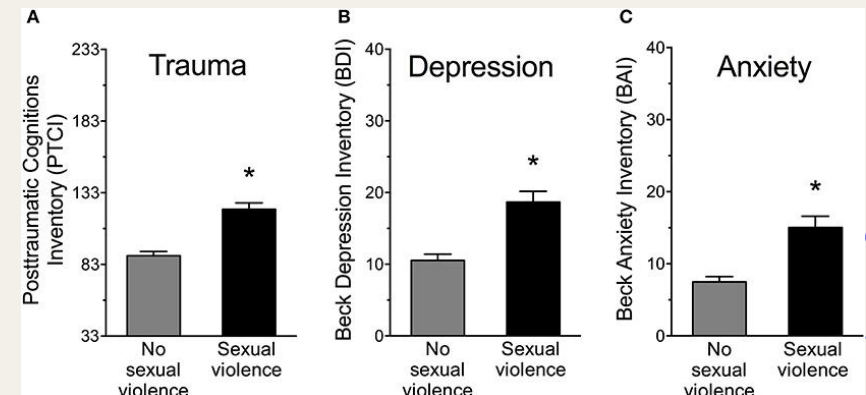 A
Trauma
Posttraumatic Cognitions
Inventory (PTCI)
233
183
133
83
33
*
No
sexual
violence
Sexual
violence
B
Depression
Beck Depression Inventory (BDI)
40
30
20
10
0
*
No
sexual
violence
Sexual
violence
C
Anxiety
Beck Anxiety Inventory (BAI)
40
30
20
10
0
*
No
sexual
violence
Sexual
violence